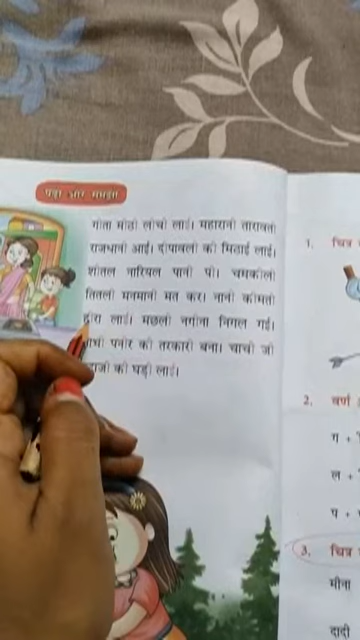 पढ़ो और समझो
गीता मीठी लीची लाई। महारानी तारावती
राजधानी आई। दीपावली की मिठाई लाई।
शीतल नारियल पानी पी। चमकीली
तितली मनमानी मत कर। नानी कीमती
हीरा लाई। मछली नगीना निगल गई।
भाभी पनीर की तरकारी बना। चाची जी
दादाजी की घड़ी लाई।
1. चित्र
2. वर्ण
ग +
ल +
प +
3. चित्र
मीना
दादी